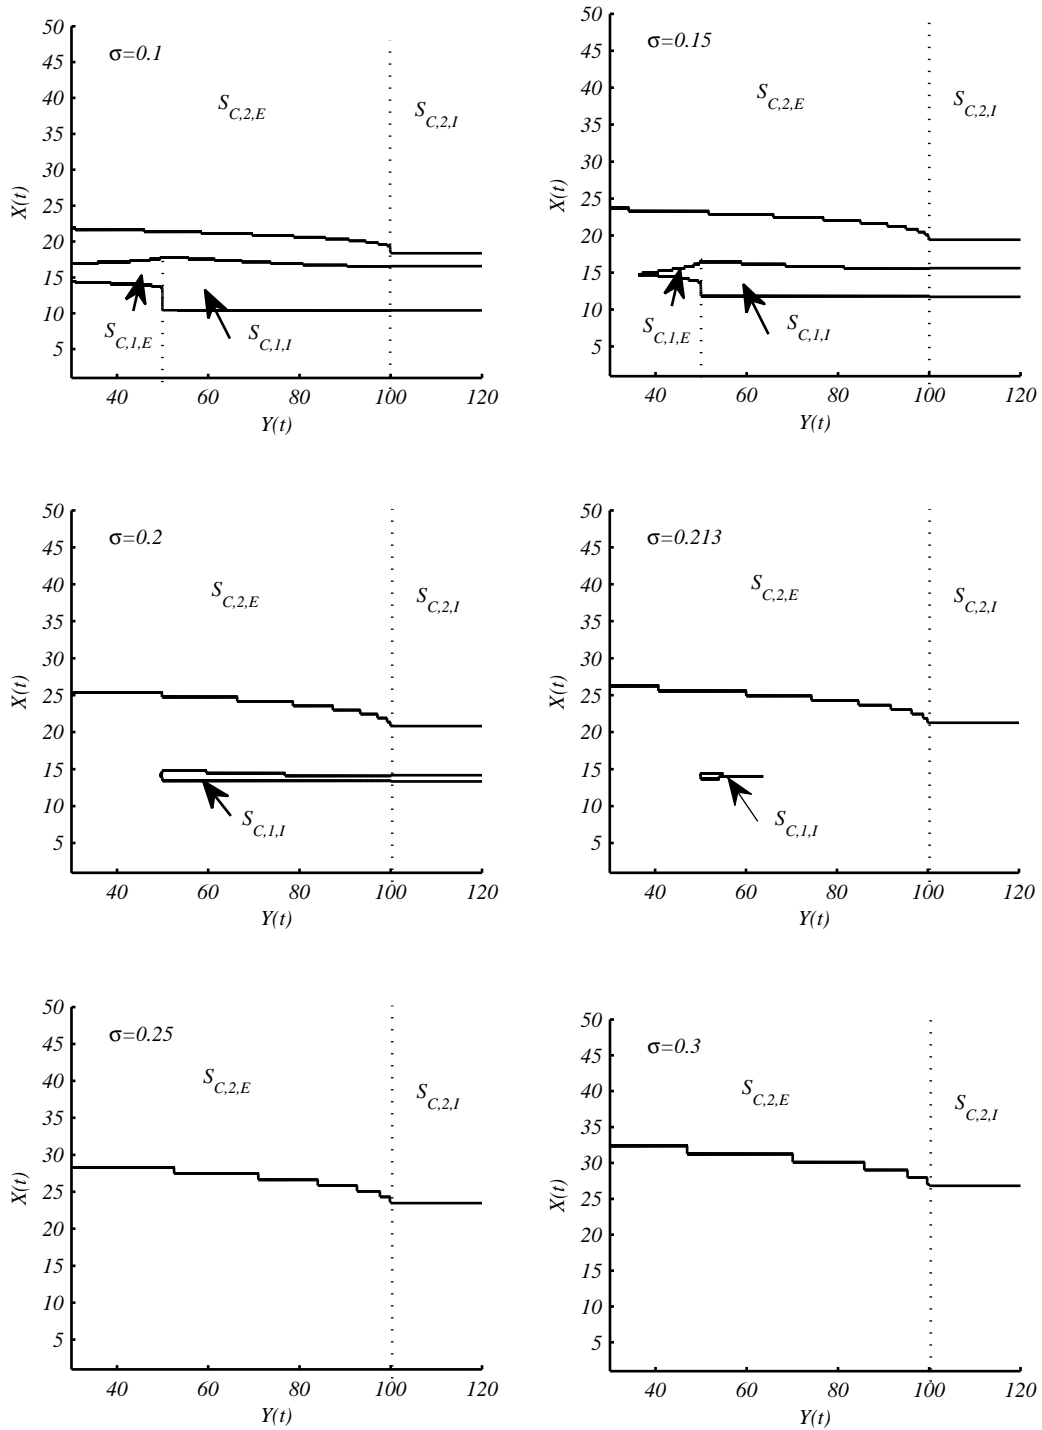 σ=0.1
S_{C,2,E}
S_{C,2,I}
S_{C,1,E}
S_{C,1,I}
X(t)
50
45
40
35
30
25
20
15
10
5
40 60 80 100 120
Y(t)
σ=0.15
S_{C,2,E}
S_{C,2,I}
S_{C,1,E}
S_{C,1,I}
X(t)
50
45
40
35
30
25
20
15
10
5
40 60 80 100 120
Y(t)
σ=0.2
S_{C,2,E}
S_{C,2,I}
S_{C,1,I}
X(t)
50
45
40
35
30
25
20
15
10
5
40 60 80 100 120
Y(t)
σ=0.213
S_{C,2,E}
S_{C,2,I}
S_{C,1,I}
X(t)
50
45
40
35
30
25
20
15
10
5
40 60 80 100 120
Y(t)
σ=0.25
S_{C,2,E}
S_{C,2,I}
X(t)
50
45
40
35
30
25
20
15
10
5
40 60 80 100 120
Y(t)
σ=0.3
S_{C,2,E}
S_{C,2,I}
X(t)
50
45
40
35
30
25
20
15
10
5
40 60 80 100 120
Y(t)